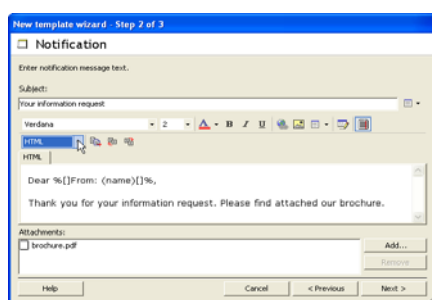 New template wizard - Step 2 of 3
Notification
Enter notification message text.
Subject:
Your information request
Verdana 2 A B I U
HTML
HTML
Dear %[]From: (name)[]%,
Thank you for your information request. Please find attached our brochure.
Attachments:
brochure.pdf
Add...
Remove
Help Cancel < Previous Next >